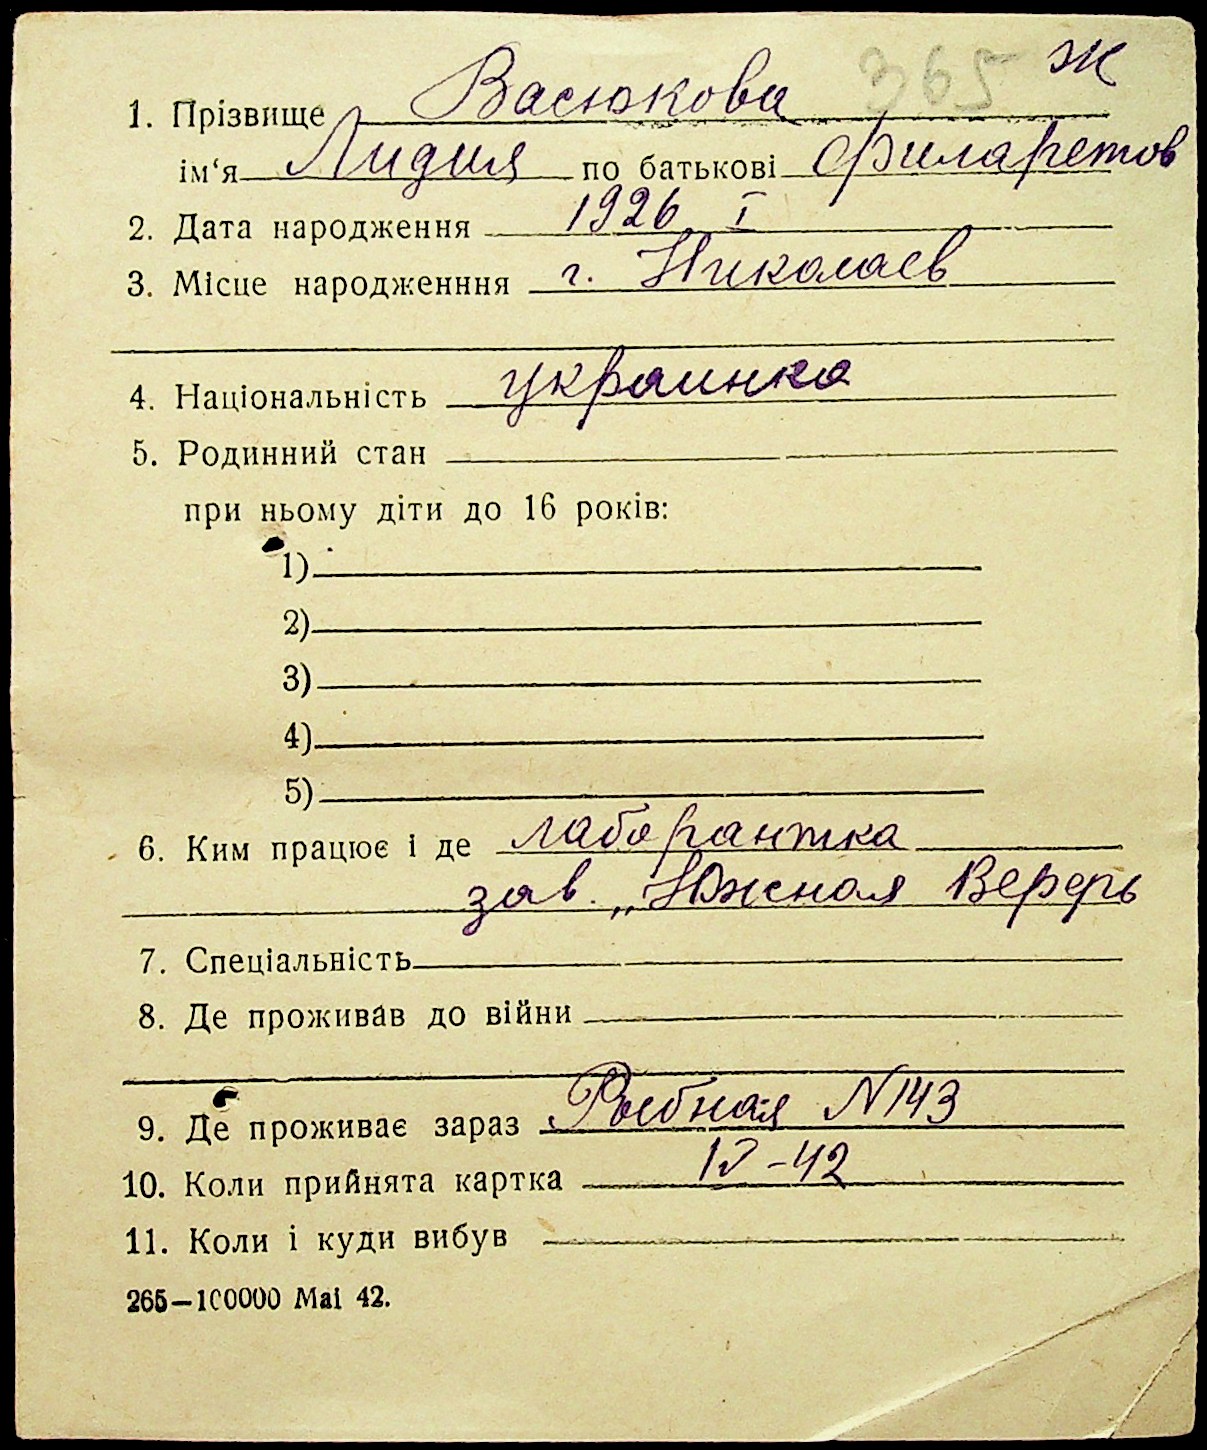 365 Ж
1. Прізвище Васюкова
ім‘я Лидия по батькові Филаретов
2. Дата народження 1926 I
3. Місце народженння г. Николаев
4. Національність украинка
5. Родинний стан
при ньому діти до 16 років:
1)
2)
3)
4)
5)
6. Ким працює і де лаборантка
зав. „Южная Верфь
7. Спеціальність
8. Де проживав до війни
9. Де проживає зараз Рыбная N 143
10. Коли прийнята картка -42
11. Коли і куди вибув
265—100000 Mai 42.